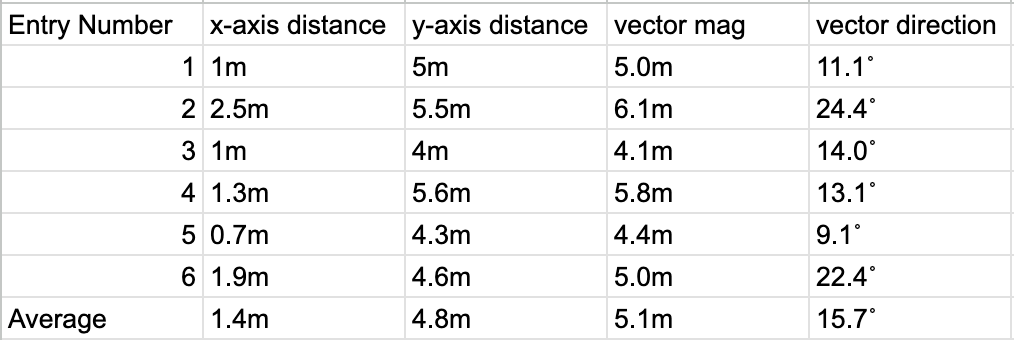 Entry Number x-axis distance y-axis distance vector mag vector direction
1 1m 5m 5.0m 11.1˚
2 2.5m 5.5m 6.1m 24.4˚
3 1m 4m 4.1m 14.0˚
4 1.3m 5.6m 5.8m 13.1˚
5 0.7m 4.3m 4.4m 9.1˚
6 1.9m 4.6m 5.0m 22.4˚
Average 1.4m 4.8m 5.1m 15.7˚